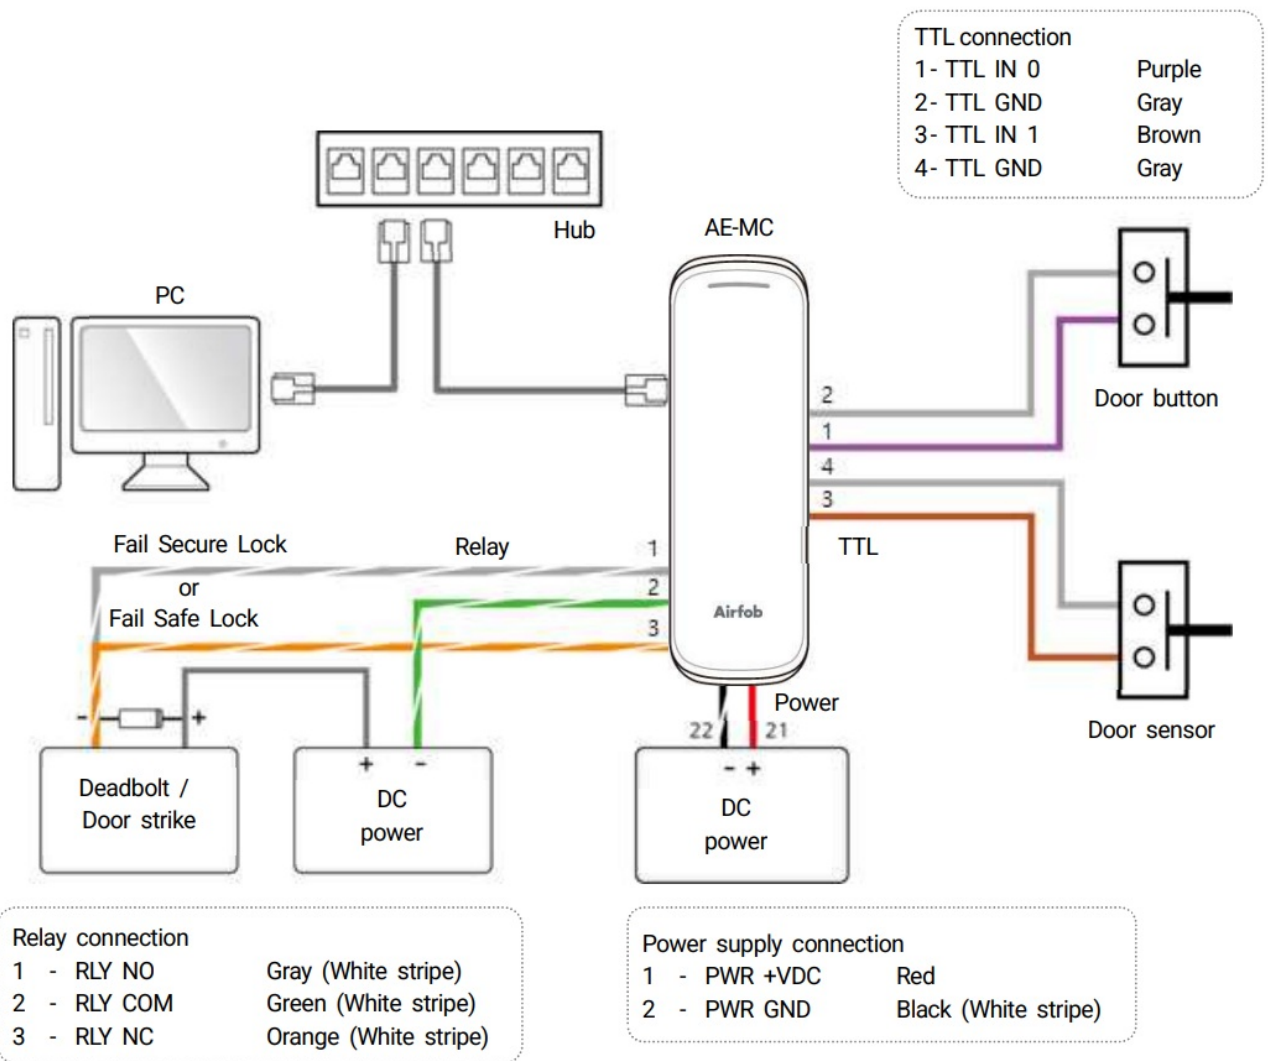 TTL connection
1- TTL IN 0 Purple
2- TTL GND Gray
3- TTL IN 1 Brown
4- TTL GND Gray
Hub
AE-MC
PC
Door button
2
1
4
3
TTL
Fail Secure Lock
or
Fail Safe Lock
Relay
1
2
3
Airfob
Door sensor
Power
22 21
- +
- +
Deadbolt /
Door strike
+ -
DC
power
DC
power
Relay connection
1 - RLY NO Gray (White stripe)
2 - RLY COM Green (White stripe)
3 - RLY NC Orange (White stripe)
Power supply connection
1 - PWR +VDC Red
2 - PWR GND Black (White stripe)